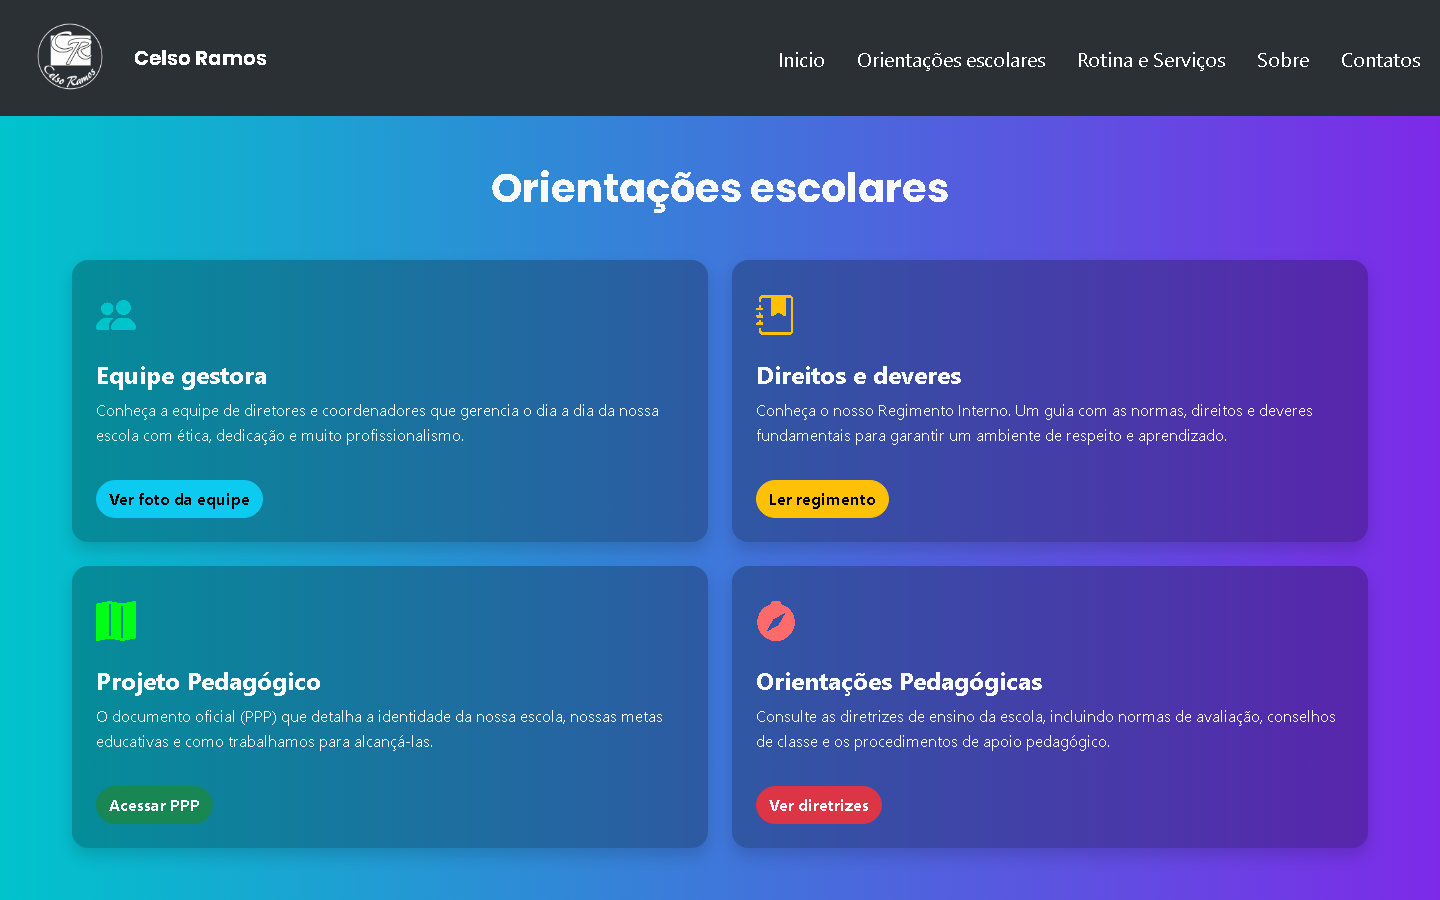 CR
Celso Ramos
Celso Ramos
Inicio
Orientações escolares
Rotina e Serviços
Sobre
Contatos
Orientações escolares
Equipe gestora
Conheça a equipe de diretores e coordenadores que gerencia o dia a dia da nossa
escola com ética, dedicação e muito profissionalismo.
Ver foto da equipe
Direitos e deveres
Conheça o nosso Regimento Interno. Um guia com as normas, direitos e deveres
fundamentais para garantir um ambiente de respeito e aprendizado.
Ler regimento
Projeto Pedagógico
O documento oficial (PPP) que detalha a identidade da nossa escola, nossas metas
educativas e como trabalhamos para alcançá-las.
Acessar PPP
Orientações Pedagógicas
Consulte as diretrizes de ensino da escola, incluindo normas de avaliação, conselhos
de classe e os procedimentos de apoio pedagógico.
Ver diretrizes